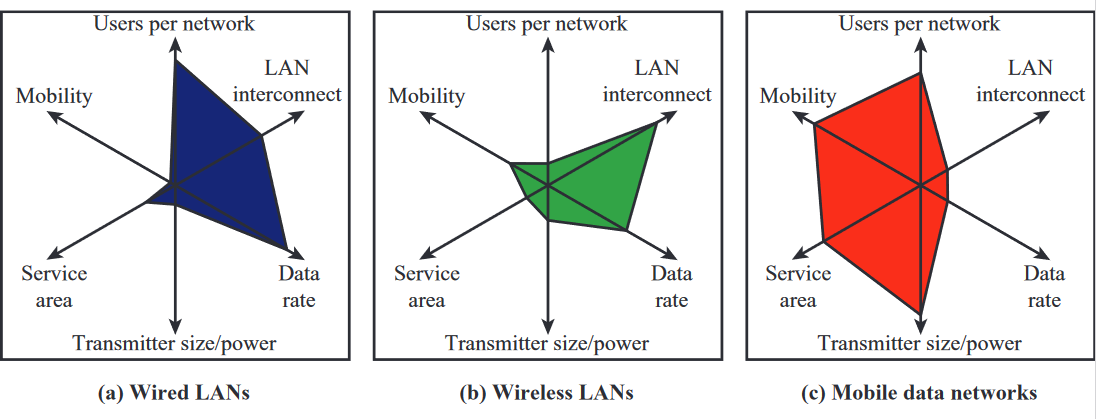 Users per network
LAN
interconnect
Mobility
Service
area
Data
rate
Transmitter size/power
(a) Wired LANs
Users per network
LAN
interconnect
Mobility
Service
area
Data
rate
Transmitter size/power
(b) Wireless LANs
Users per network
LAN
interconnect
Mobility
Service
area
Data
rate
Transmitter size/power
(c) Mobile data networks